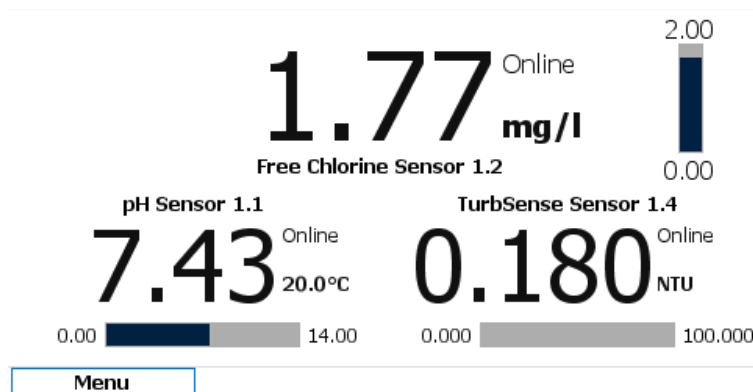 2.00
1.77 Online
mg/l
Free Chlorine Sensor 1.2
0.00
pH Sensor 1.1
7.43 Online
20.0°C
0.00 14.00
TurbSense Sensor 1.4
0.180 Online
NTU
0.000 100.000
Menu